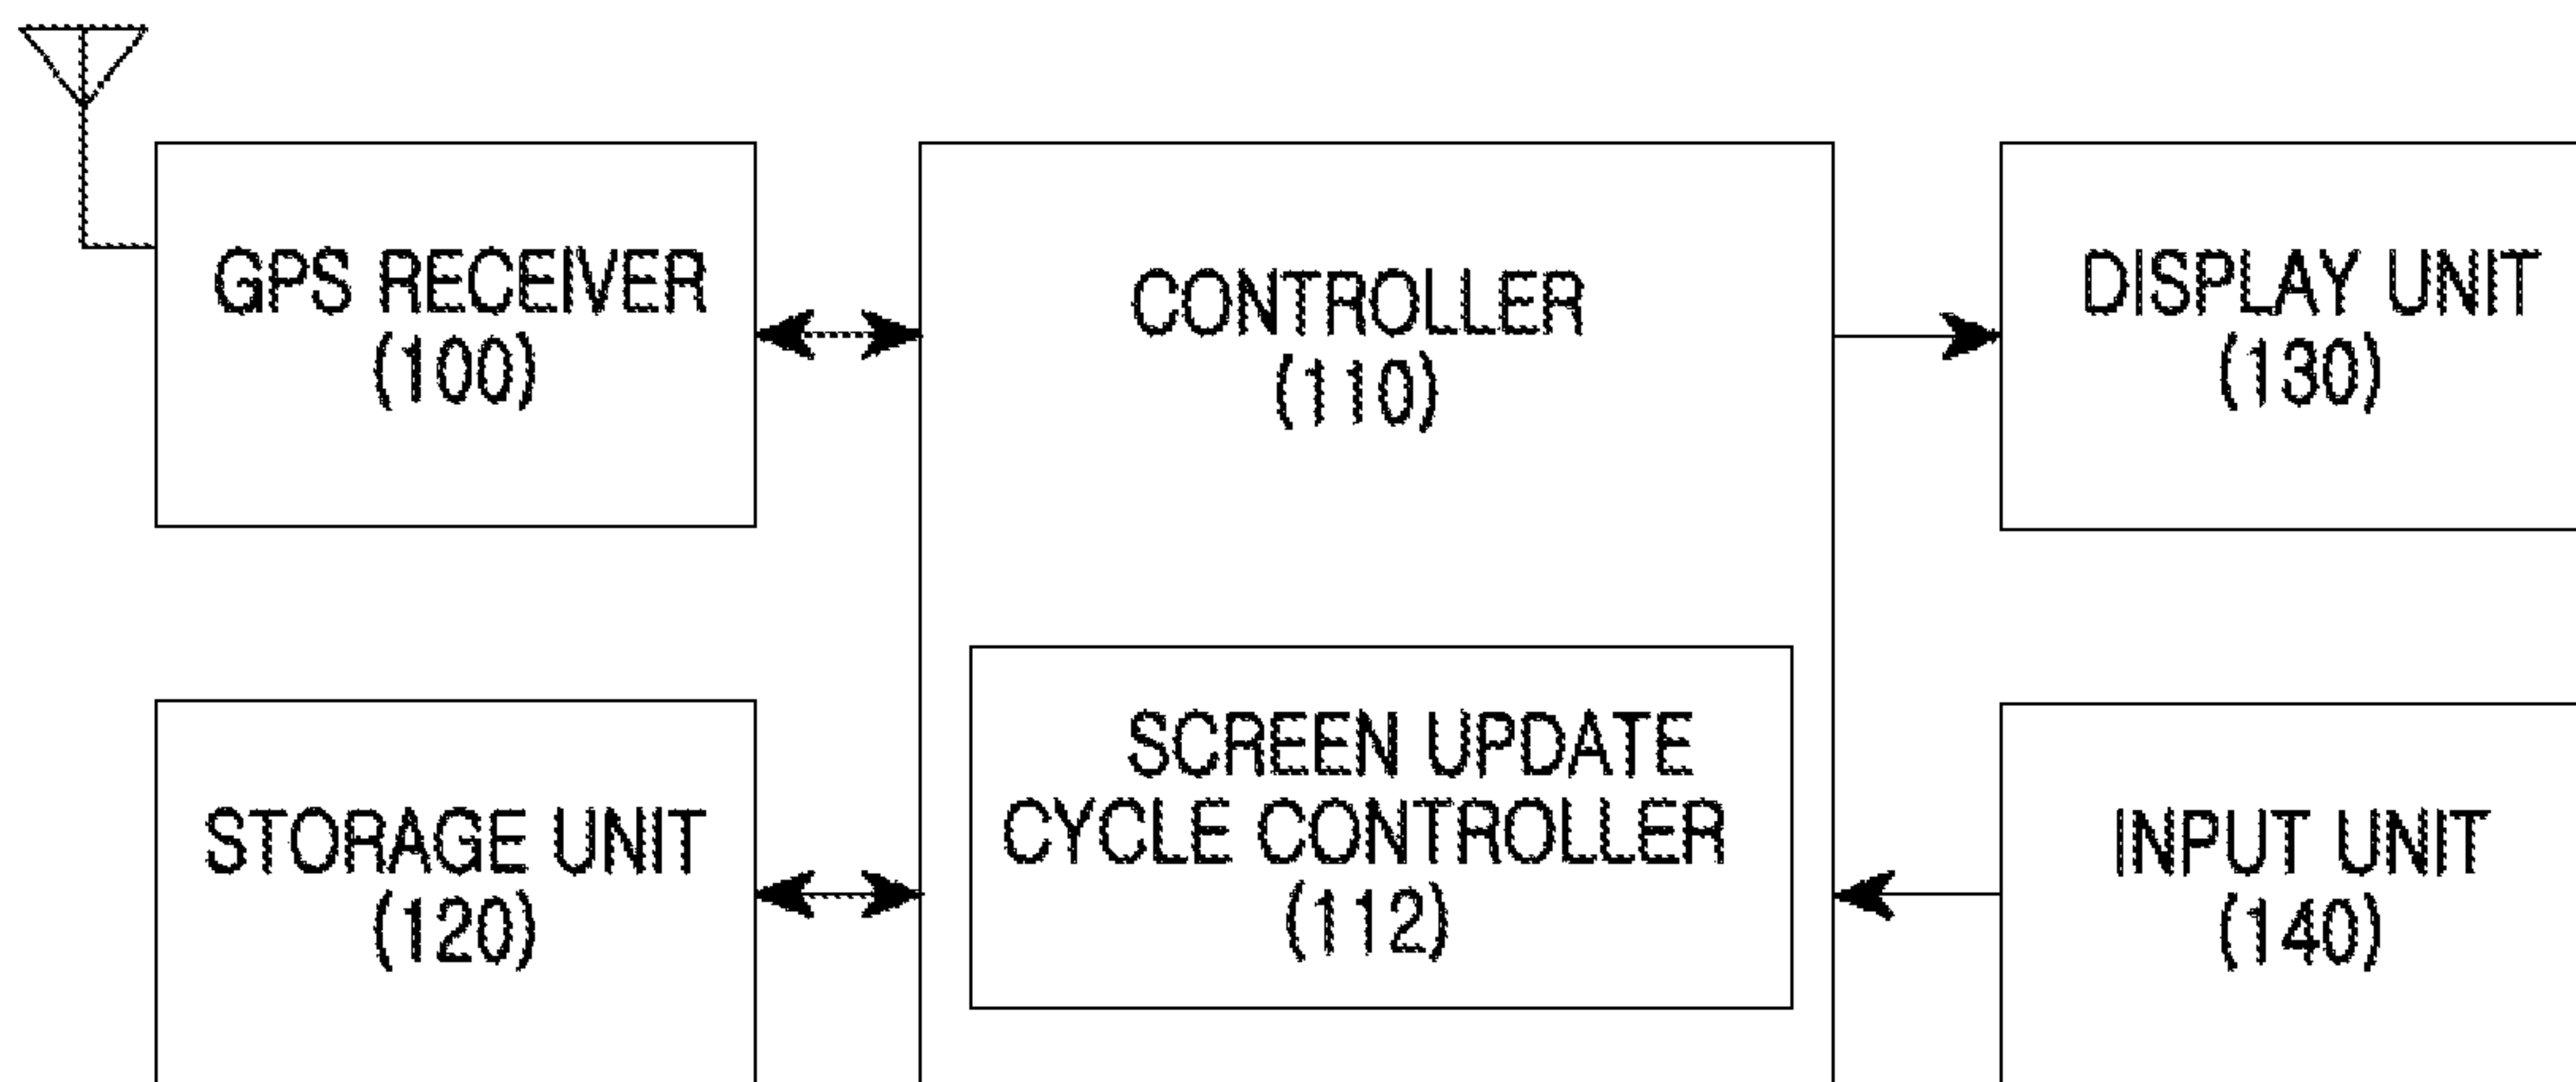 GPS RECEIVER
(100)
CONTROLLER
(110)
DISPLAY UNIT
(130)
STORAGE UNIT
(120)
SCREEN UPDATE
CYCLE CONTROLLER
(112)
INPUT UNIT
(140)